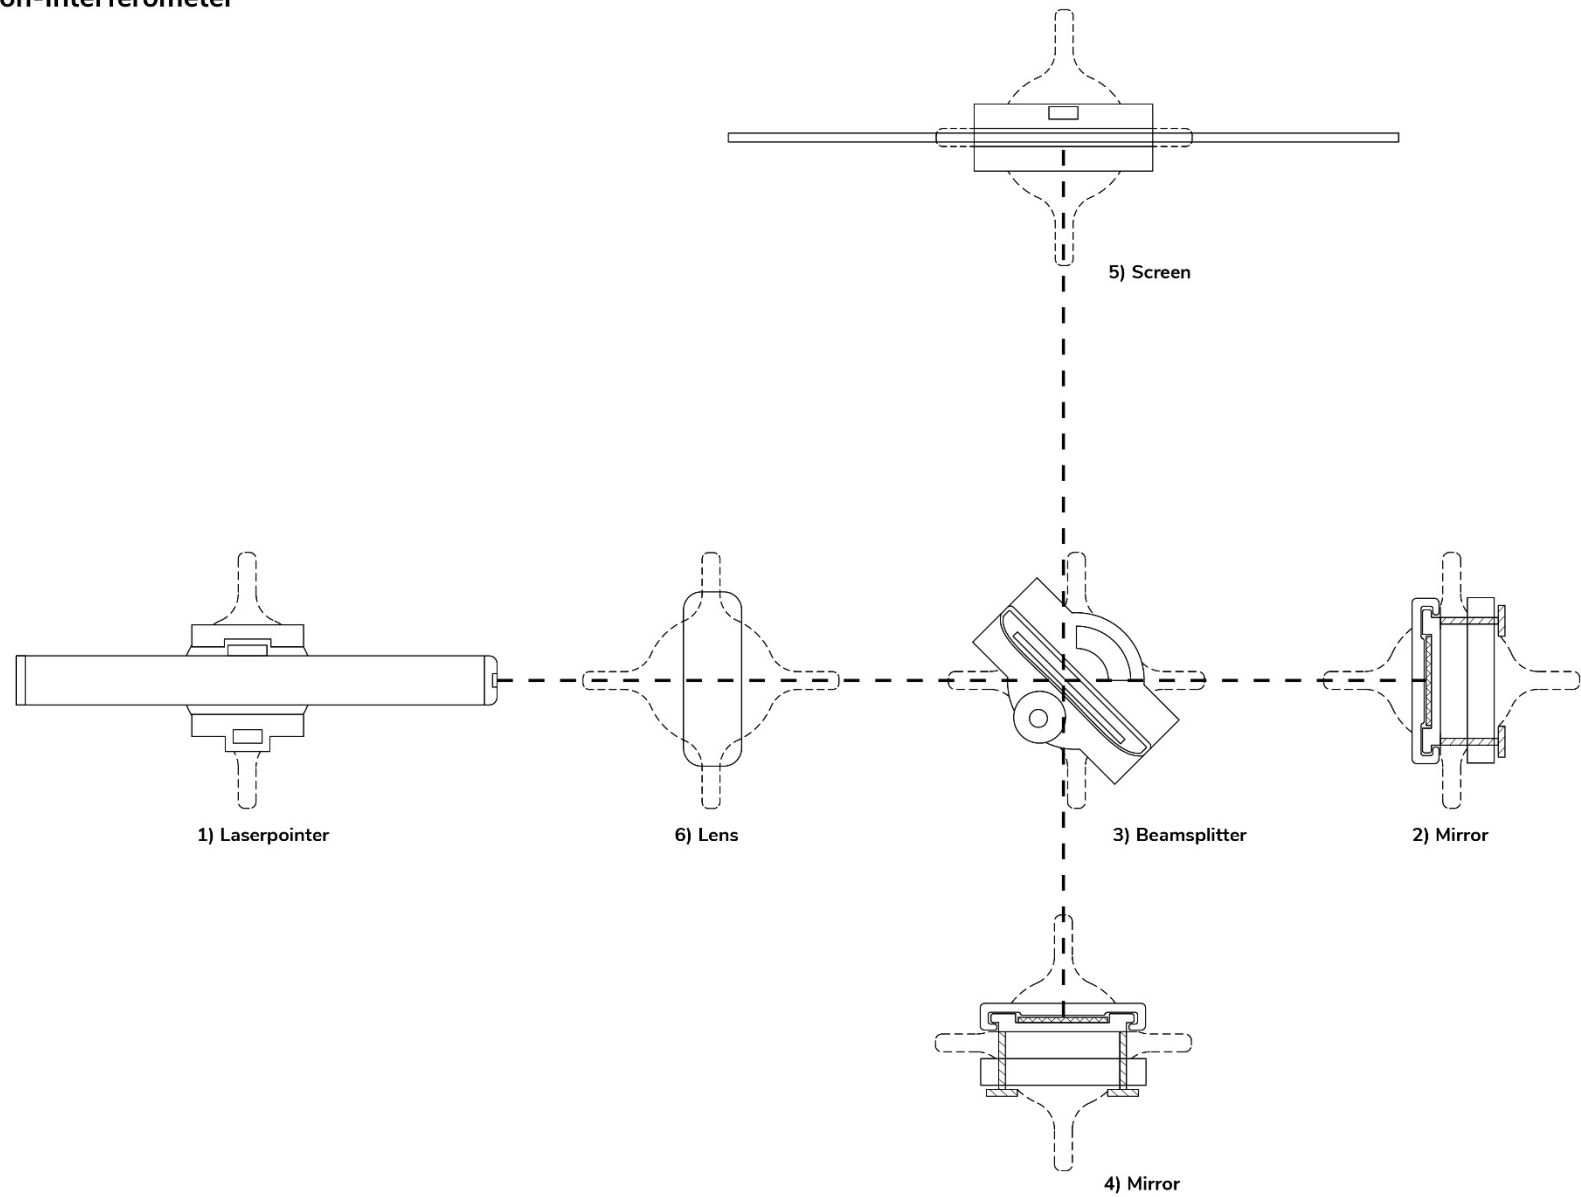 on-Interferometer
5) Screen
1) Laserpointer
6) Lens
3) Beamsplitter
2) Mirror
4) Mirror